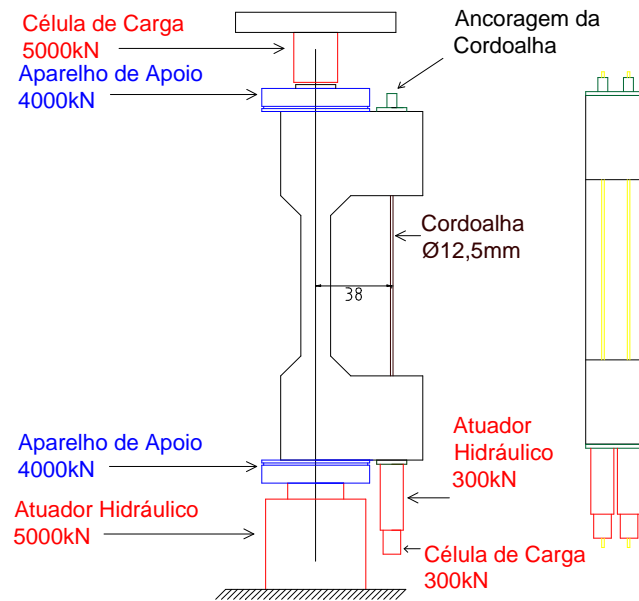 Célula de Carga
5000kN
Aparelho de Apoio
4000kN
Ancoragem da
Cordoalha
Cordoalha
Ø12,5mm
38
Aparelho de Apoio
4000kN
Atuador Hidráulico
5000kN
Atuador
Hidráulico
300kN
Célula de Carga
300kN